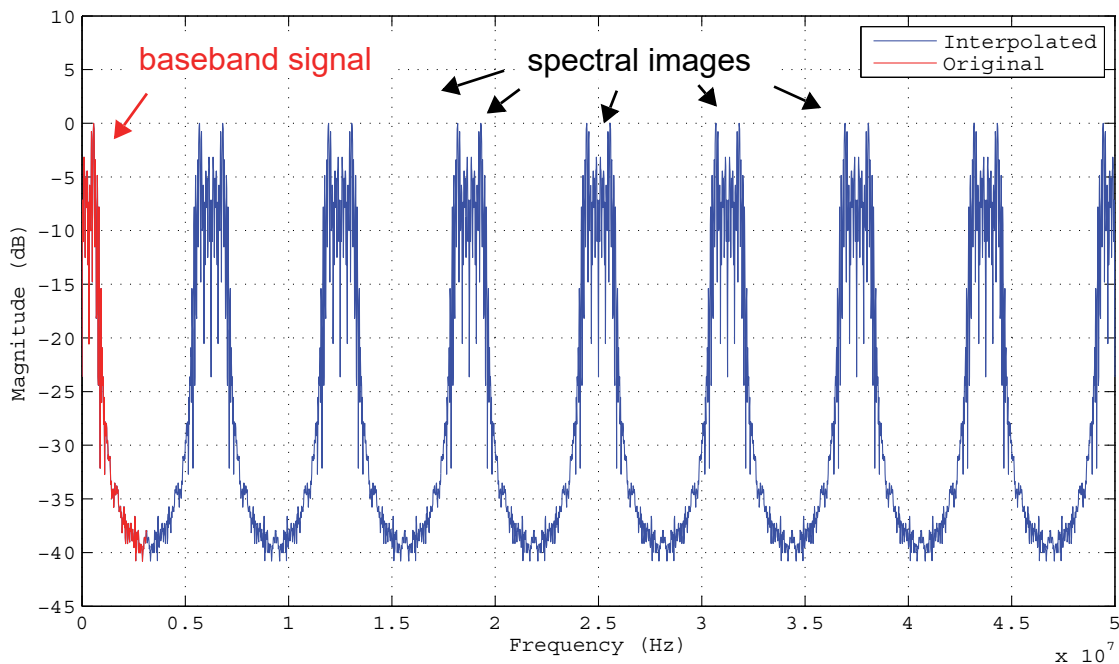 10
5
0
−5
−10
−15
−20
−25
−30
−35
−40
−45
Magnitude (dB)
baseband signal
spectral images
Interpolated
Original
0 0.5 1 1.5 2 2.5 3 3.5 4 4.5 5
Frequency (Hz)
x 10⁷